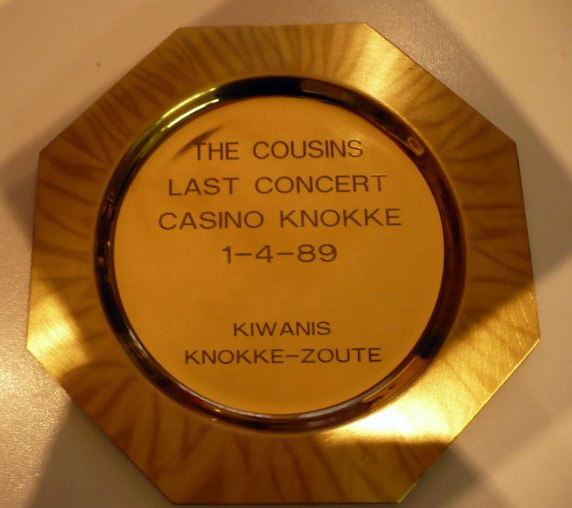 THE COUSINS
LAST CONCERT
CASINO KNOKKE
1-4-89
KIWANIS
KNOKKE-ZOUTE